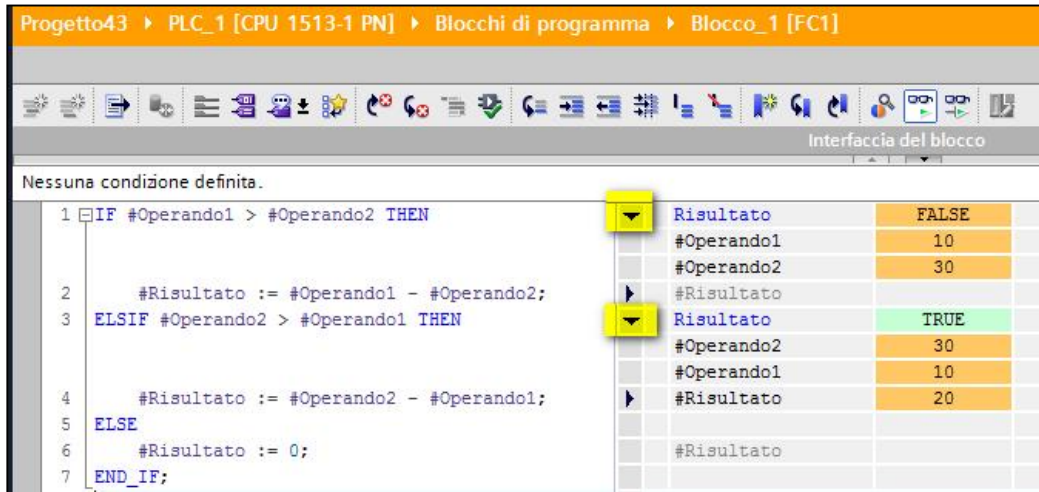 Progetto43 PLC_1 [CPU 1513-1 PN] Blocchi di programma Blocco_1 [FC1]
Interfaccia del blocco
Nessuna condizione definita.
1 IF #Operando1 > #Operando2 THEN Risultato FALSE
#Operando1 10
#Operando2 30
2 #Risultato := #Operando1 - #Operando2; #Risultato
3 ELSIF #Operando2 > #Operando1 THEN Risultato TRUE
#Operando2 30
#Operando1 10
4 #Risultato := #Operando2 - #Operando1; #Risultato 20
5 ELSE
6 #Risultato := 0; #Risultato
7 END_IF;